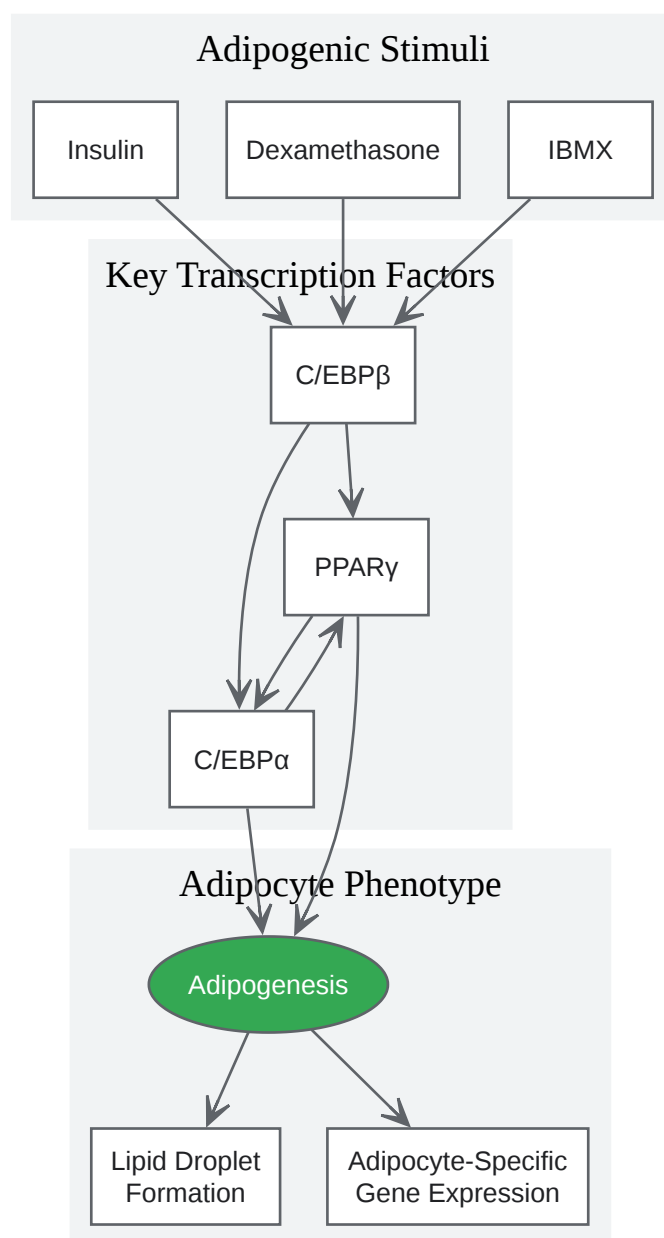 Adipogenic Stimuli
Insulin
Dexamethasone
IBMX
Key Transcription Factors
C/EBPβ
PPARγ
C/EBPα
Adipocyte Phenotype
Adipogenesis
Lipid Droplet
Formation
Adipocyte-Specific
Gene Expression